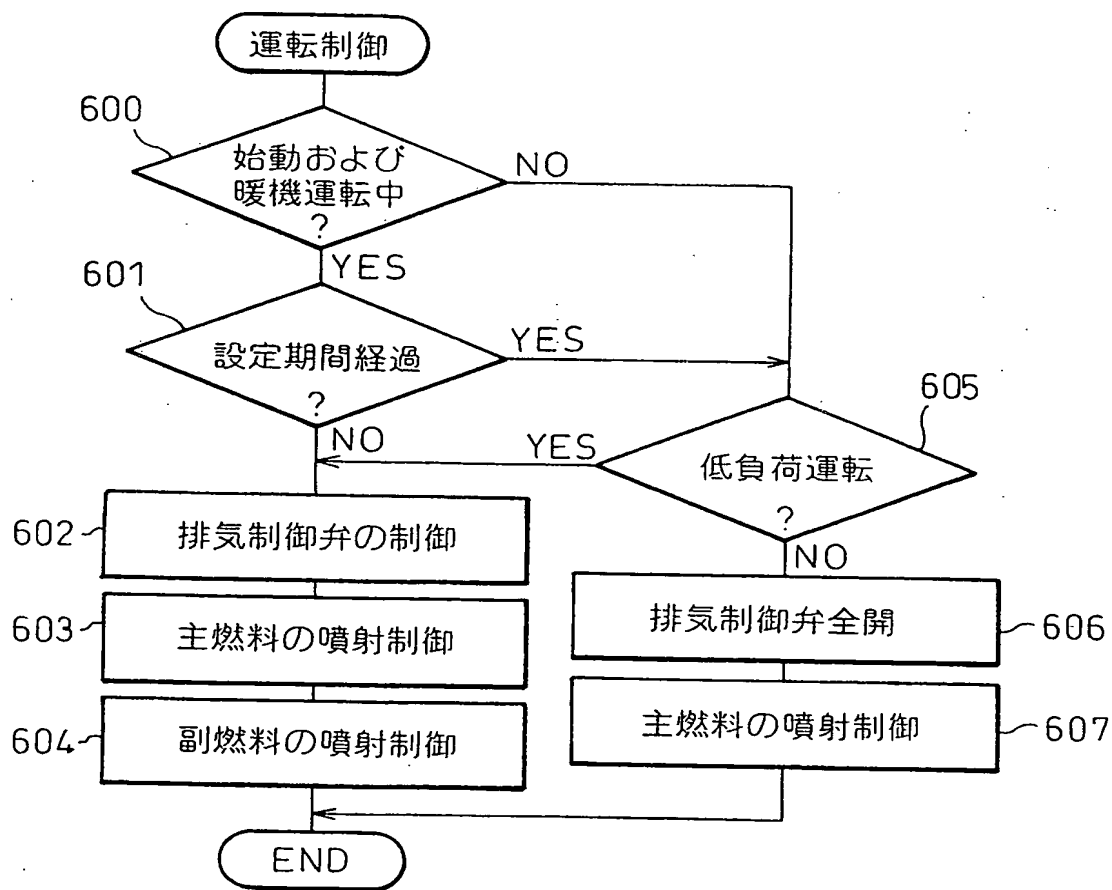 運転制御
600
始動および
暖機運転中
?
NO
YES
601
設定期間経過
?
YES
NO
605
低負荷運転
?
YES
NO
602
排気制御弁の制御
603
主燃料の噴射制御
604
副燃料の噴射制御
排気制御弁全開
606
主燃料の噴射制御
607
END